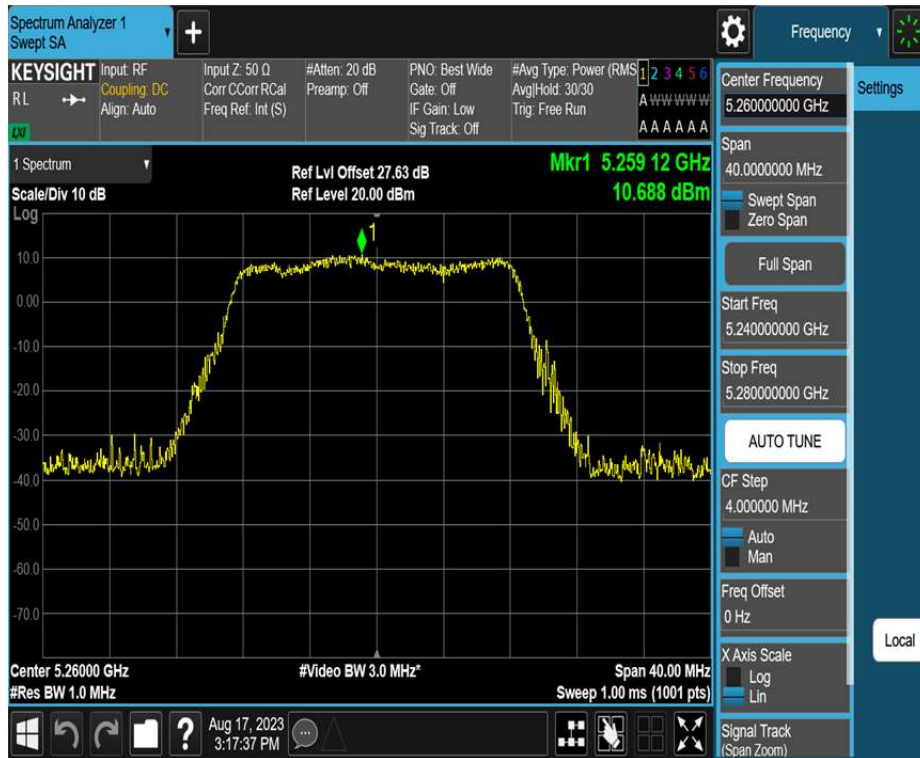 Spectrum Analyzer 1
Swept SA
+
Frequency
KEYSIGHT
R L
LXI
Input: RF
Coupling: DC
Align: Auto
Input Z: 50 Ω
Corr CCorr RCal
Freq Ref: Int (S)
#Atten: 20 dB
Preamp: Off
PNO: Best Wide
Gate: Off
IF Gain: Low
Sig Track: Off
#Avg Type: Power (RMS
Avg|Hold: 30/30
Trig: Free Run
1 2 3 4 5 6
A W W W W W
A A A A A A
1 Spectrum
Scale/Div 10 dB
Log
Ref Lvl Offset 27.63 dB
Ref Level 20.00 dBm
Mkr1 5.259 12 GHz
10.688 dBm
1
10.0
0.00
-10.0
-20.0
-30.0
-40.0
-50.0
-60.0
-70.0
Center 5.26000 GHz
#Res BW 1.0 MHz
#Video BW 3.0 MHz*
Span 40.00 MHz
Sweep 1.00 ms (1001 pts)
Center Frequency
5.260000000 GHz
Span
40.0000000 MHz
Swept Span
Zero Span
Full Span
Start Freq
5.240000000 GHz
Stop Freq
5.280000000 GHz
AUTO TUNE
CF Step
4.000000 MHz
Auto
Man
Freq Offset
0 Hz
X Axis Scale
Log
Lin
Signal Track
(Span Zoom)
Settings
Local
?
Aug 17, 2023
3:17:37 PM